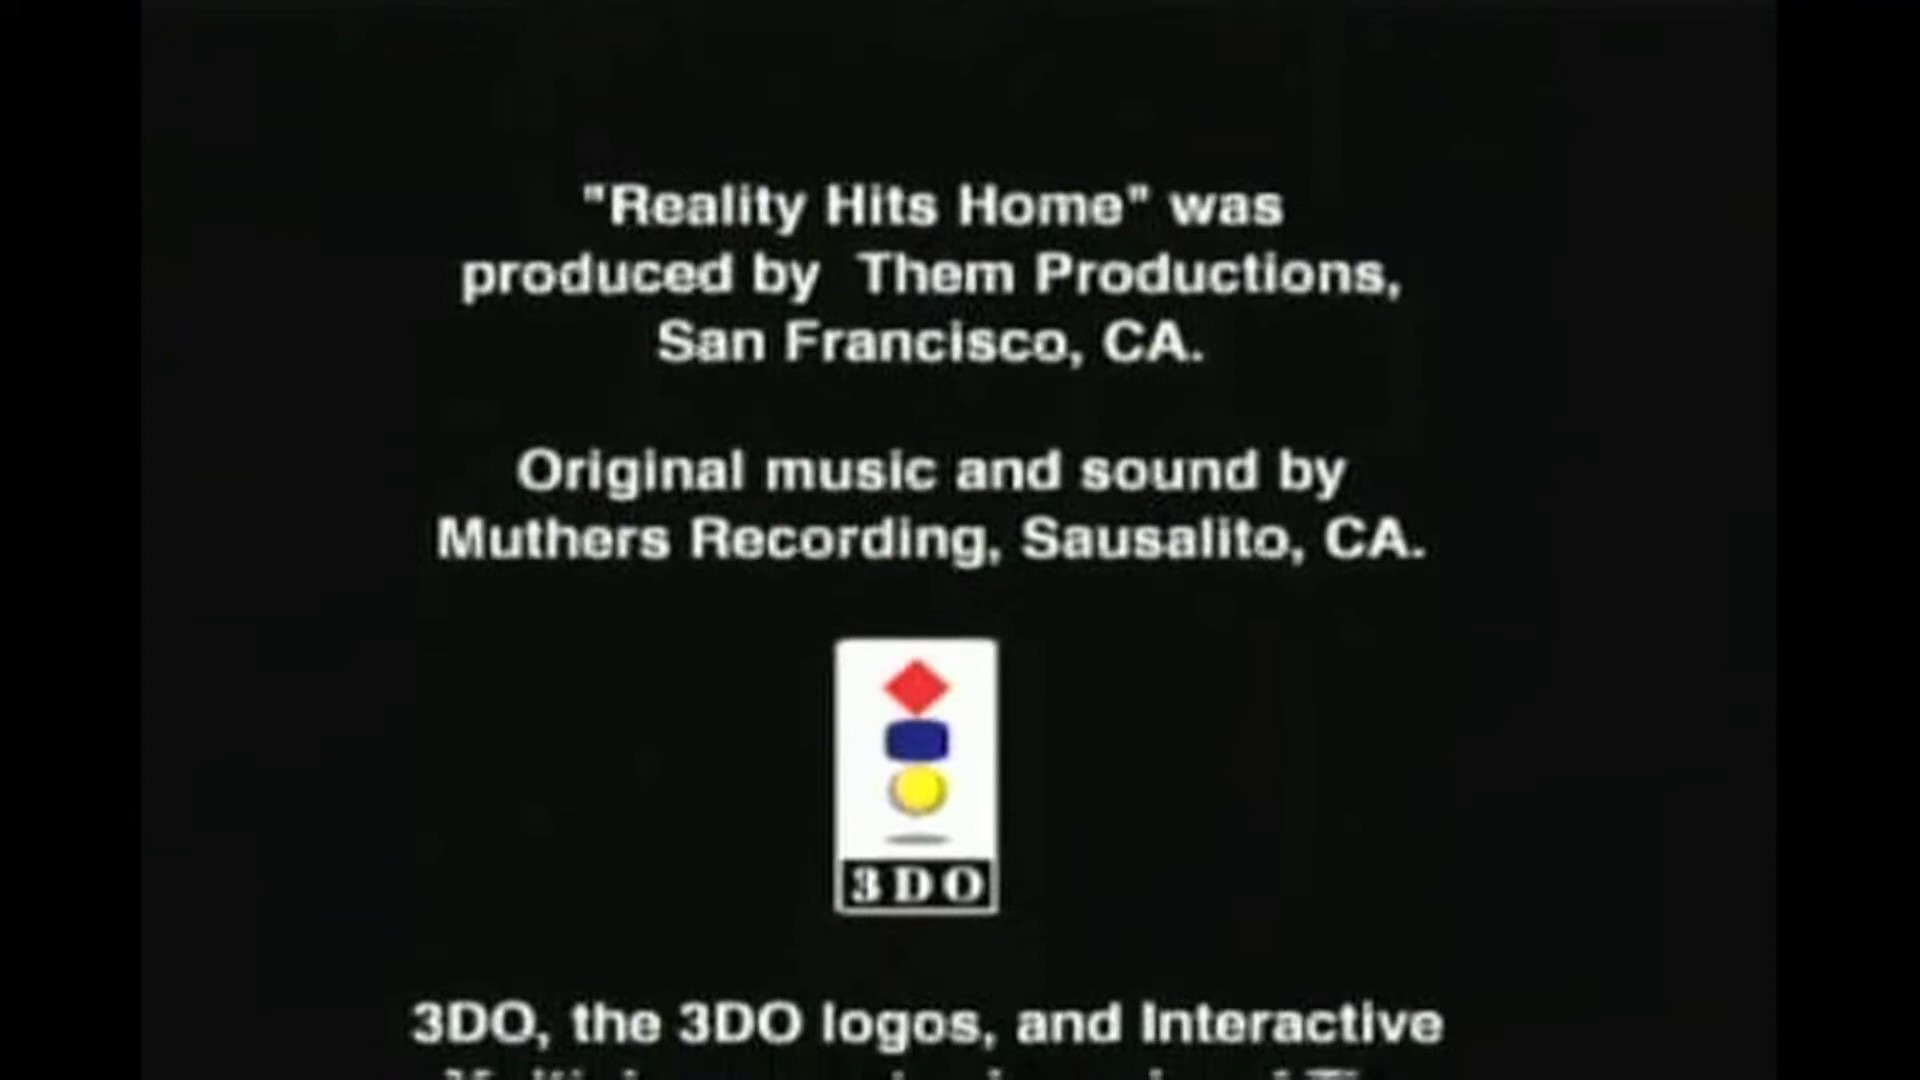 "Reality Hits Home" was
produced by  Them Productions,
San Francisco, CA.
Original music and sound by
Muthers Recording, Sausalito, CA.
3DO
3DO, the 3DO logos, and Interactive